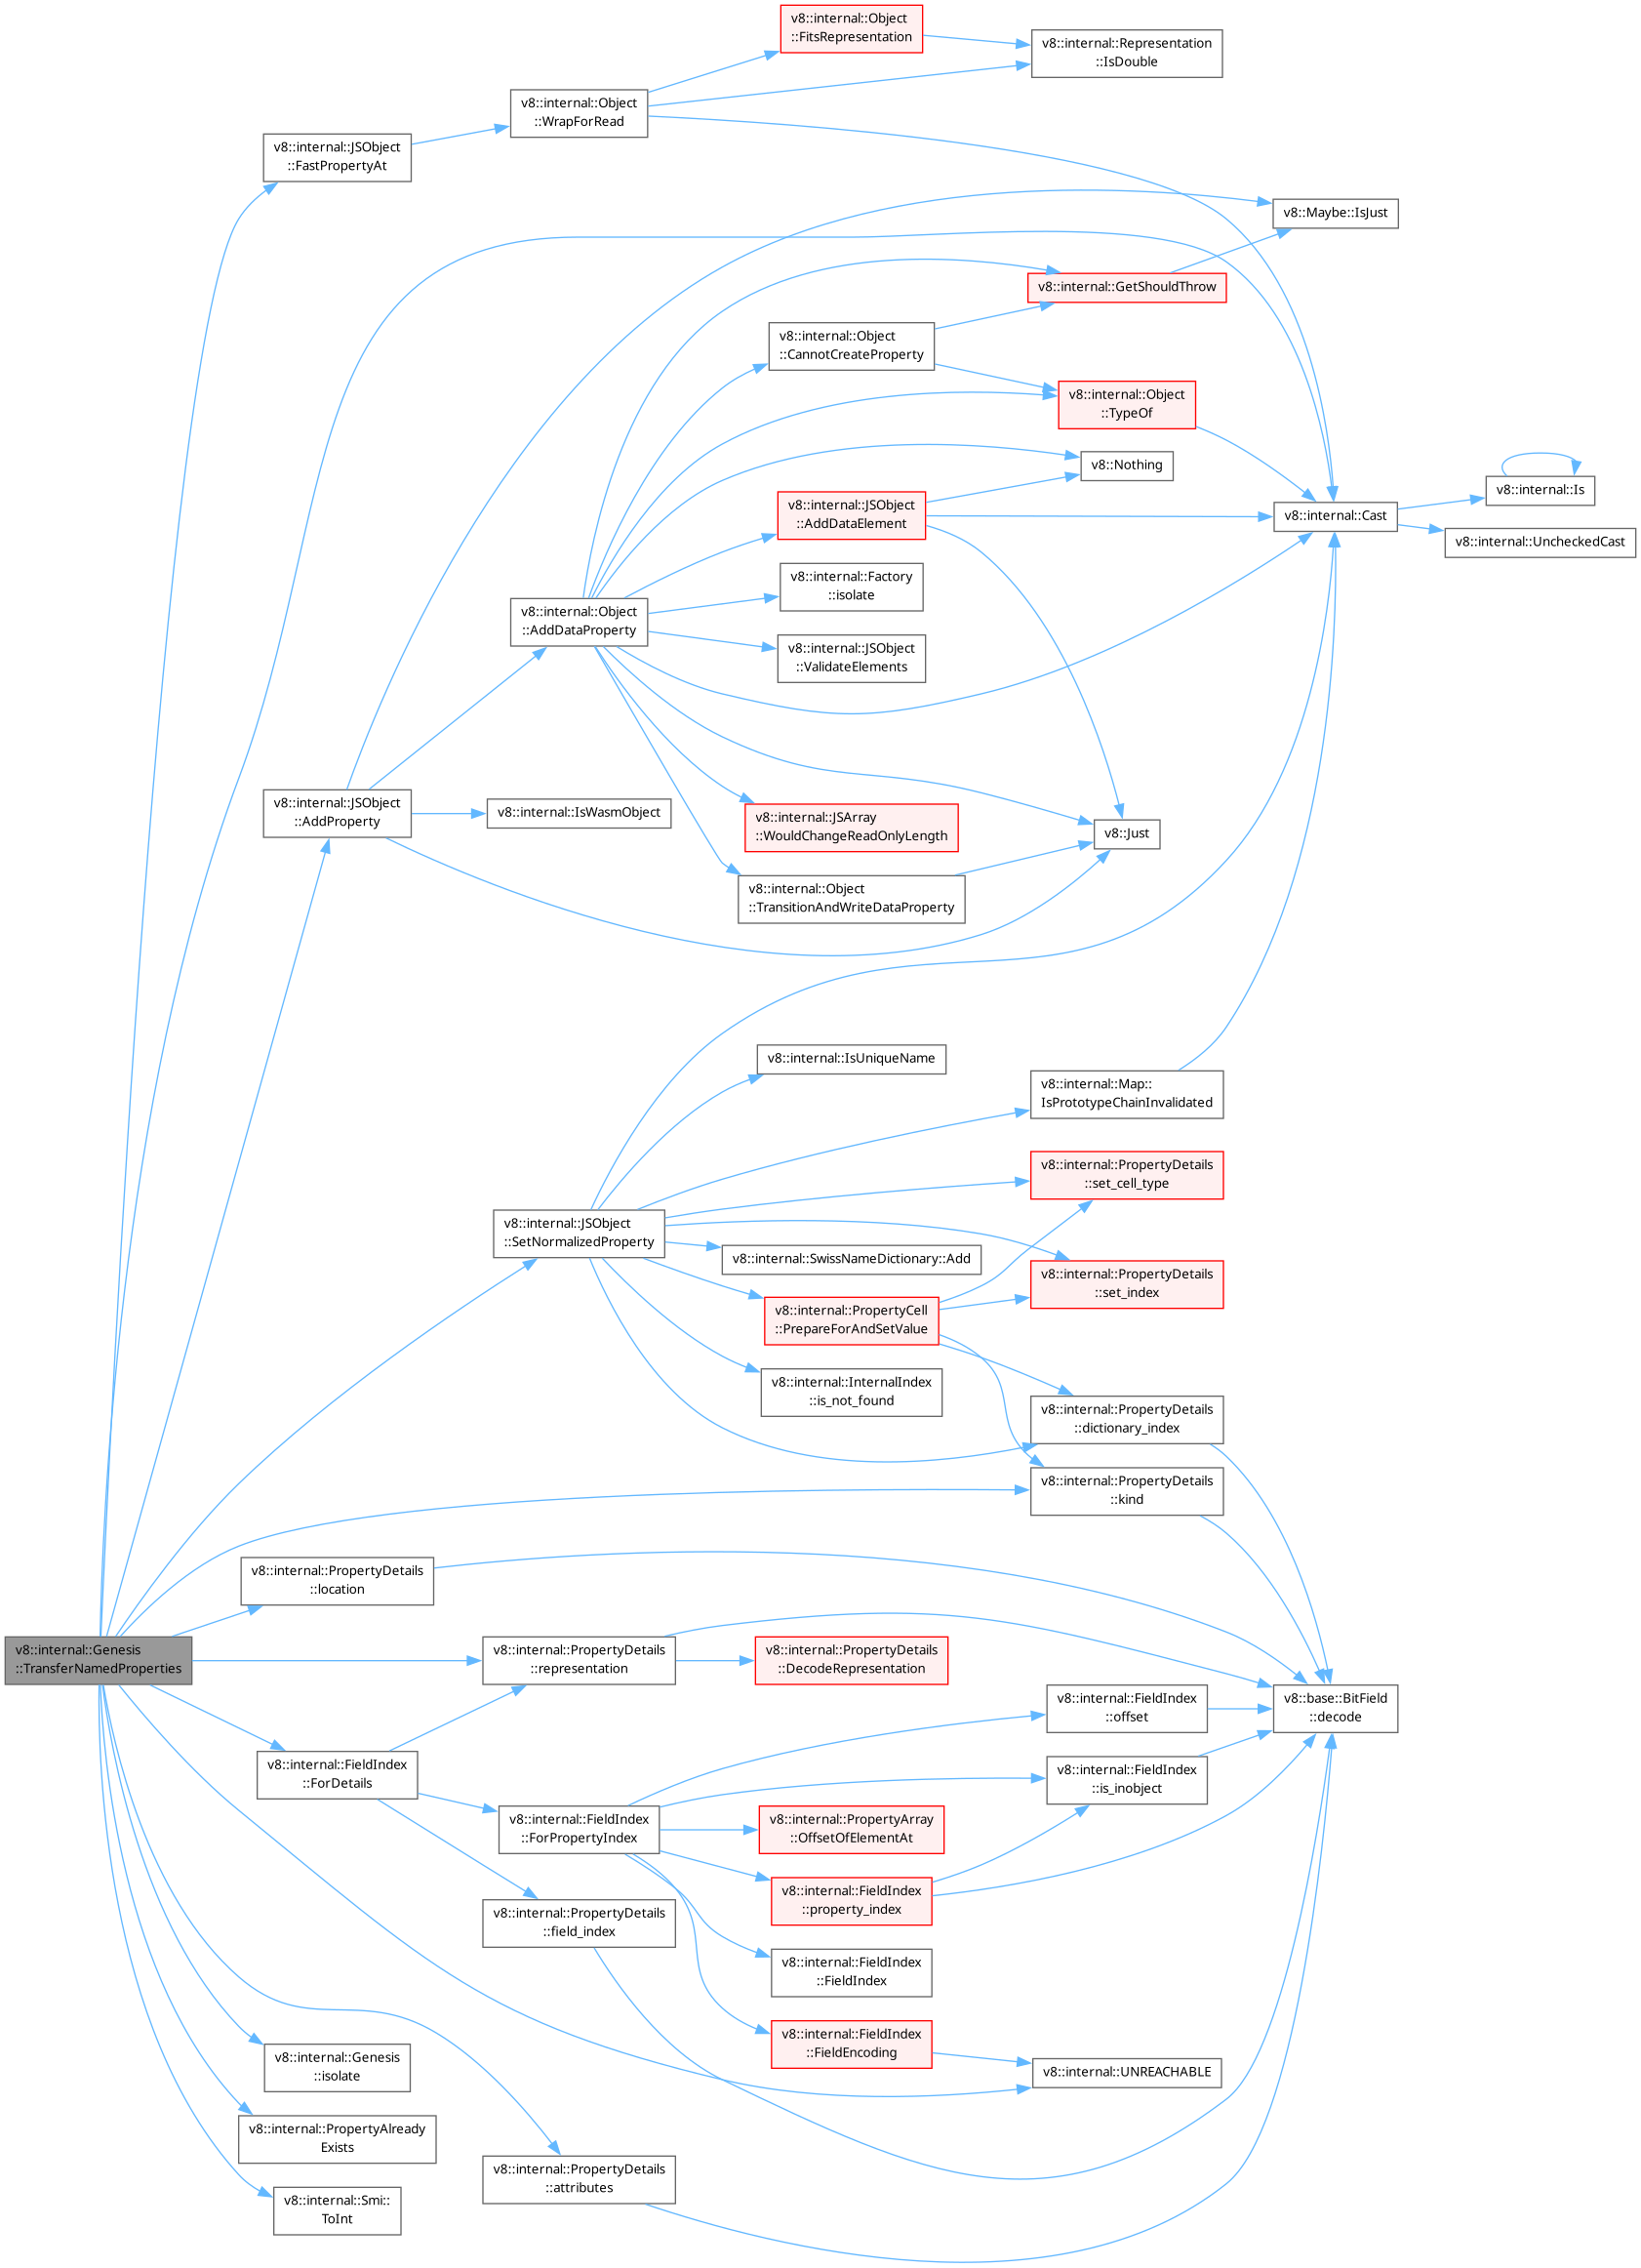 v8::internal::Object
::FitsRepresentation
v8::internal::Representation
::IsDouble
v8::internal::Object
::WrapForRead
v8::internal::JSObject
::FastPropertyAt
v8::Maybe::IsJust
v8::internal::GetShouldThrow
v8::internal::Object
::CannotCreateProperty
v8::internal::Object
::TypeOf
v8::Nothing
v8::internal::Is
v8::internal::JSObject
::AddDataElement
v8::internal::Cast
v8::internal::UncheckedCast
v8::internal::Factory
::isolate
v8::internal::Object
::AddDataProperty
v8::internal::JSObject
::ValidateElements
v8::internal::JSObject
::AddProperty
v8::internal::IsWasmObject
v8::internal::JSArray
::WouldChangeReadOnlyLength
v8::Just
v8::internal::Object
::TransitionAndWriteDataProperty
v8::internal::IsUniqueName
v8::internal::Map::
IsPrototypeChainInvalidated
v8::internal::PropertyDetails
::set_cell_type
v8::internal::JSObject
::SetNormalizedProperty
v8::internal::SwissNameDictionary::Add
v8::internal::PropertyDetails
::set_index
v8::internal::PropertyCell
::PrepareForAndSetValue
v8::internal::InternalIndex
::is_not_found
v8::internal::PropertyDetails
::dictionary_index
v8::internal::PropertyDetails
::kind
v8::internal::PropertyDetails
::location
v8::internal::Genesis
::TransferNamedProperties
v8::internal::PropertyDetails
::representation
v8::internal::PropertyDetails
::DecodeRepresentation
v8::internal::FieldIndex
::offset
v8::base::BitField
::decode
v8::internal::FieldIndex
::ForDetails
v8::internal::FieldIndex
::is_inobject
v8::internal::FieldIndex
::ForPropertyIndex
v8::internal::PropertyArray
::OffsetOfElementAt
v8::internal::FieldIndex
::property_index
v8::internal::PropertyDetails
::field_index
v8::internal::FieldIndex
::FieldIndex
v8::internal::FieldIndex
::FieldEncoding
v8::internal::Genesis
::isolate
v8::internal::UNREACHABLE
v8::internal::PropertyAlready
Exists
v8::internal::PropertyDetails
::attributes
v8::internal::Smi::
ToInt